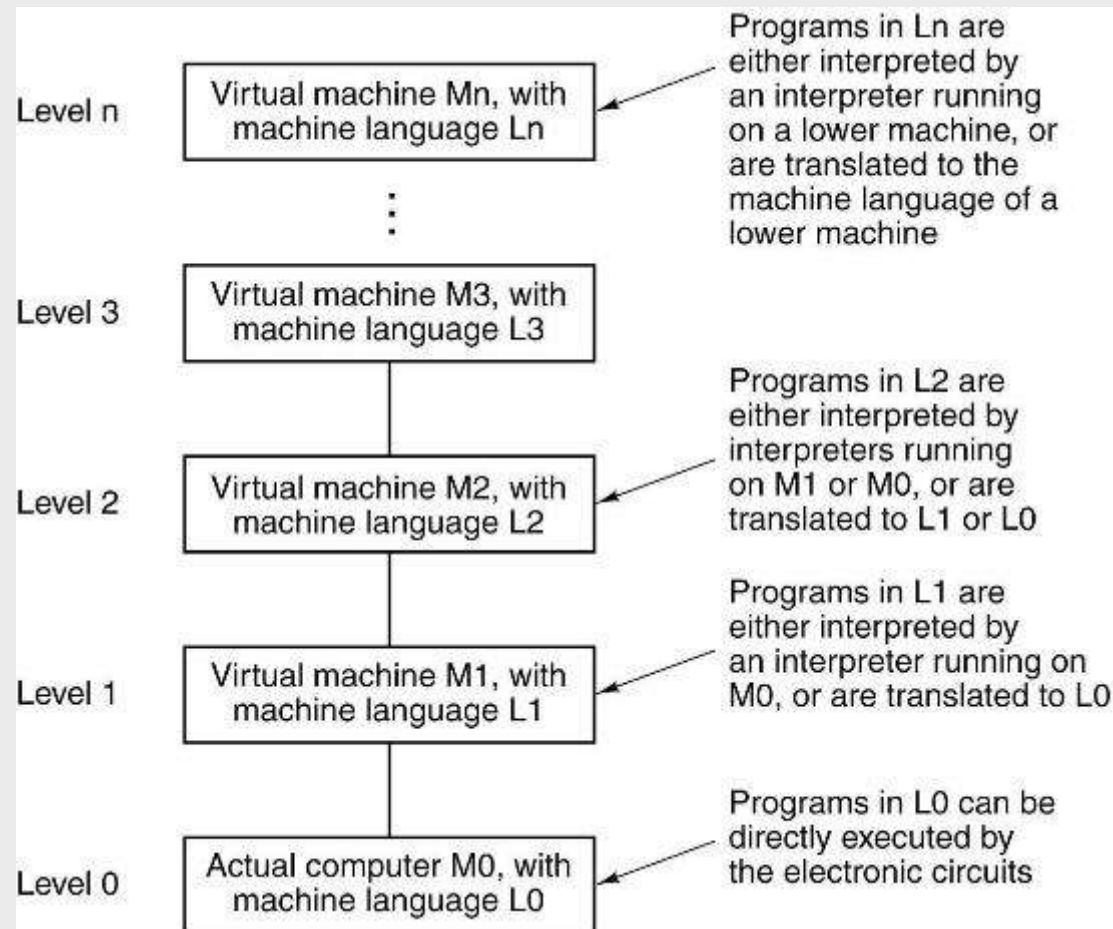 Programs in Ln are
either interpreted by
an interpreter running
on a lower machine, or
are translated to the
machine language of a
lower machine
Level n
Virtual machine Mn, with
machine language Ln
Level 3
Virtual machine M3, with
machine language L3
Programs in L2 are
either interpreted by
interpreters running
on M1 or M0, or are
translated to L1 or L0
Level 2
Virtual machine M2, with
machine language L2
Programs in L1 are
either interpreted by
an interpreter running on
M0, or are translated to L0
Level 1
Virtual machine M1, with
machine language L1
Programs in L0 can be
directly executed by
the electronic circuits
Level 0
Actual computer M0, with
machine language L0